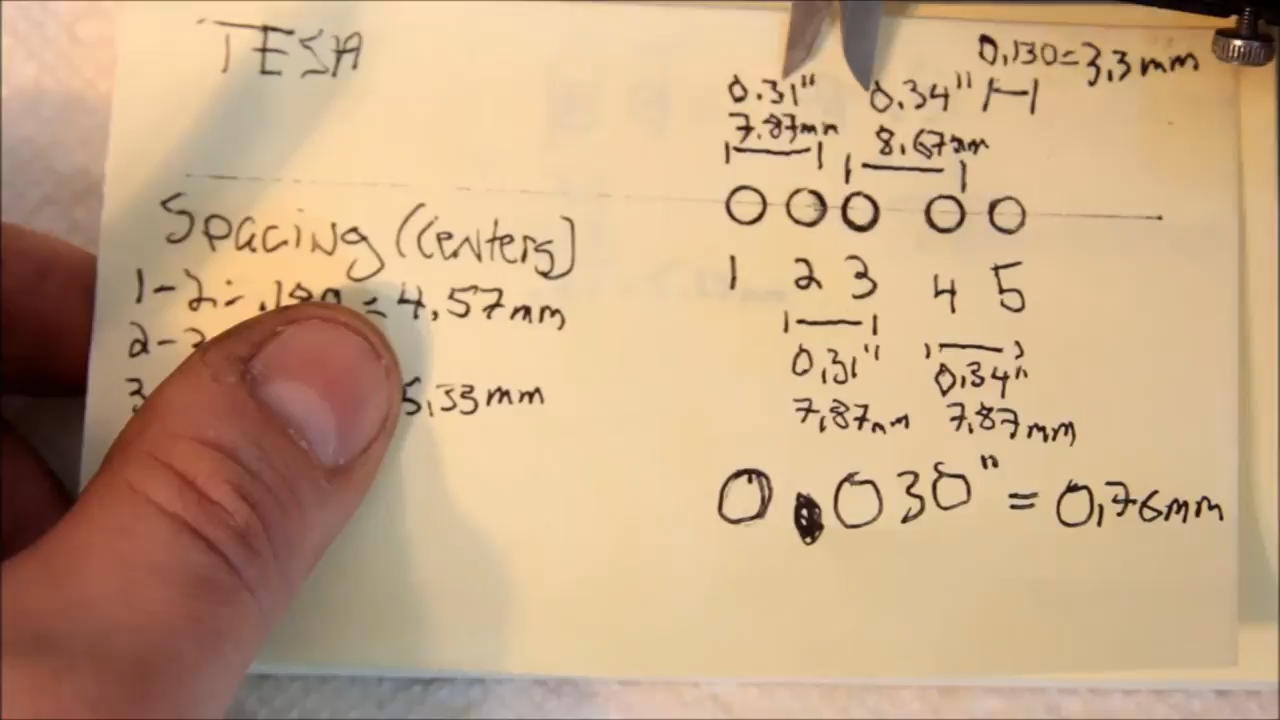 TESA
0,130=3,3mm
0.31" 0.34"
7.87mm 8.67mm
Spacing (Centers)
1 2 3 4 5
1-2= = 4,57mm
2-
3 5,33mm
0,31" 0,34"
7,87mm 7,87mm
0.030" = 0,76mm